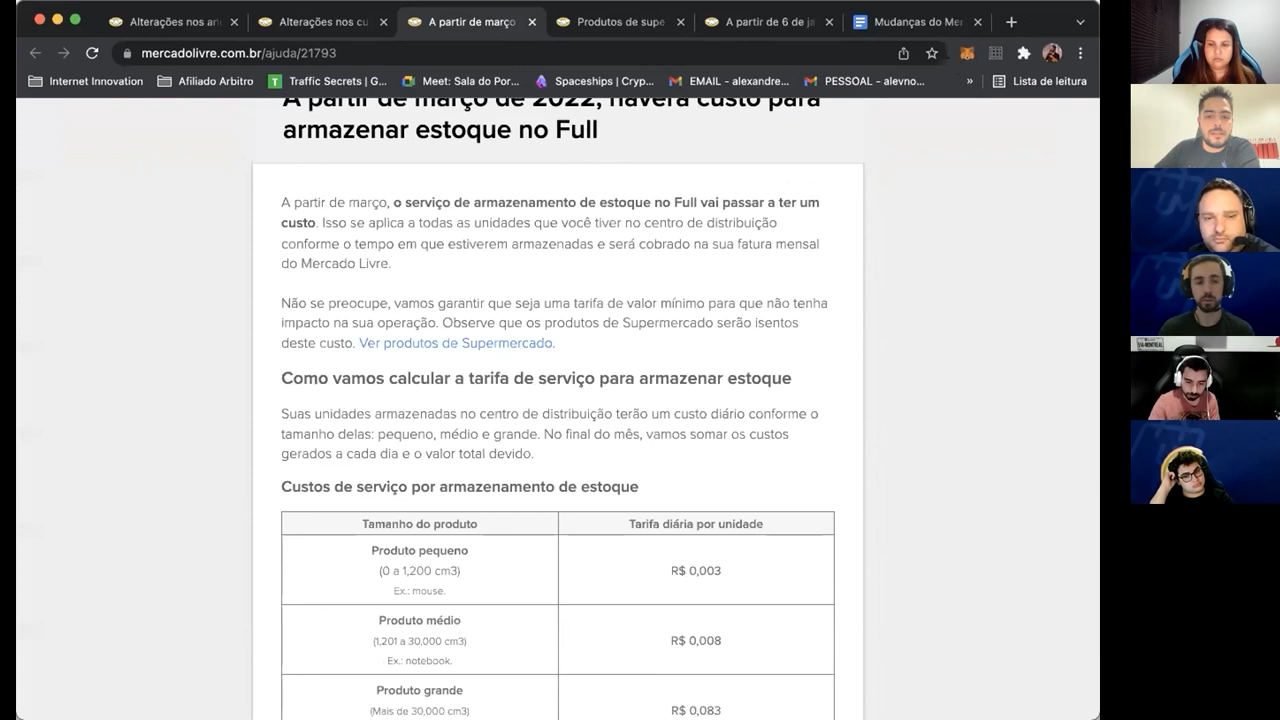 Alterações nos an
Alterações nos cu
A partir de março
Produtos de supe
A partir de 6 de ja
Mudanças do Mer
mercadolivre.com.br/ajuda/21793
Internet Innovation
Afiliado Arbitro
Traffic Secrets | G...
Meet: Sala do Por...
Spaceships | Cryp...
EMAIL - alexandre...
PESSOAL - alevno...
»
Lista de leitura
A partir de março de 2022, haverá custo para
armazenar estoque no Full
A partir de março, o serviço de armazenamento de estoque no Full vai passar a ter um
custo. Isso se aplica a todas as unidades que você tiver no centro de distribuição
conforme o tempo em que estiverem armazenadas e será cobrado na sua fatura mensal
do Mercado Livre.
Não se preocupe, vamos garantir que seja uma tarifa de valor mínimo para que não tenha
impacto na sua operação. Observe que os produtos de Supermercado serão isentos
deste custo. Ver produtos de Supermercado.
Como vamos calcular a tarifa de serviço para armazenar estoque
Suas unidades armazenadas no centro de distribuição terão um custo diário conforme o
tamanho delas: pequeno, médio e grande. No final do mês, vamos somar os custos
gerados a cada dia e o valor total devido.
Custos de serviço por armazenamento de estoque
Tamanho do produto
Tarifa diária por unidade
Produto pequeno
(0 a 1,200 cm3)
Ex.: mouse.
R$ 0,003
Produto médio
(1,201 a 30,000 cm3)
Ex.: notebook.
R$ 0,008
Produto grande
(Mais de 30,000 cm3)
R$ 0,083